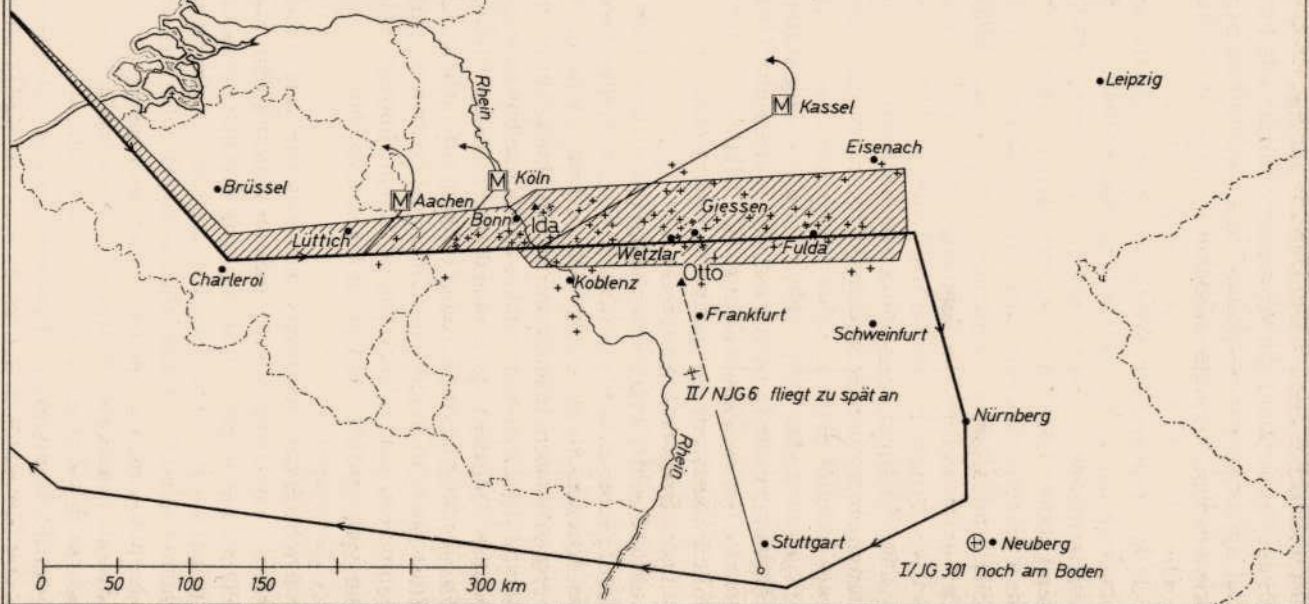 Leipzig
Rhein
M Kassel
Eisenach
Brüssel
M Aachen
M Köln
Bonn
Ida
Giessen
Lüttich
Wetzlar
Fulda
Charleroi
Koblenz
Otto
Frankfurt
Schweinfurt
II/NJG6 fliegt zu spät an
Nürnberg
Rhein
Stuttgart
Neuberg
I/JG 301 noch am Boden
0 50 100 150 300 km